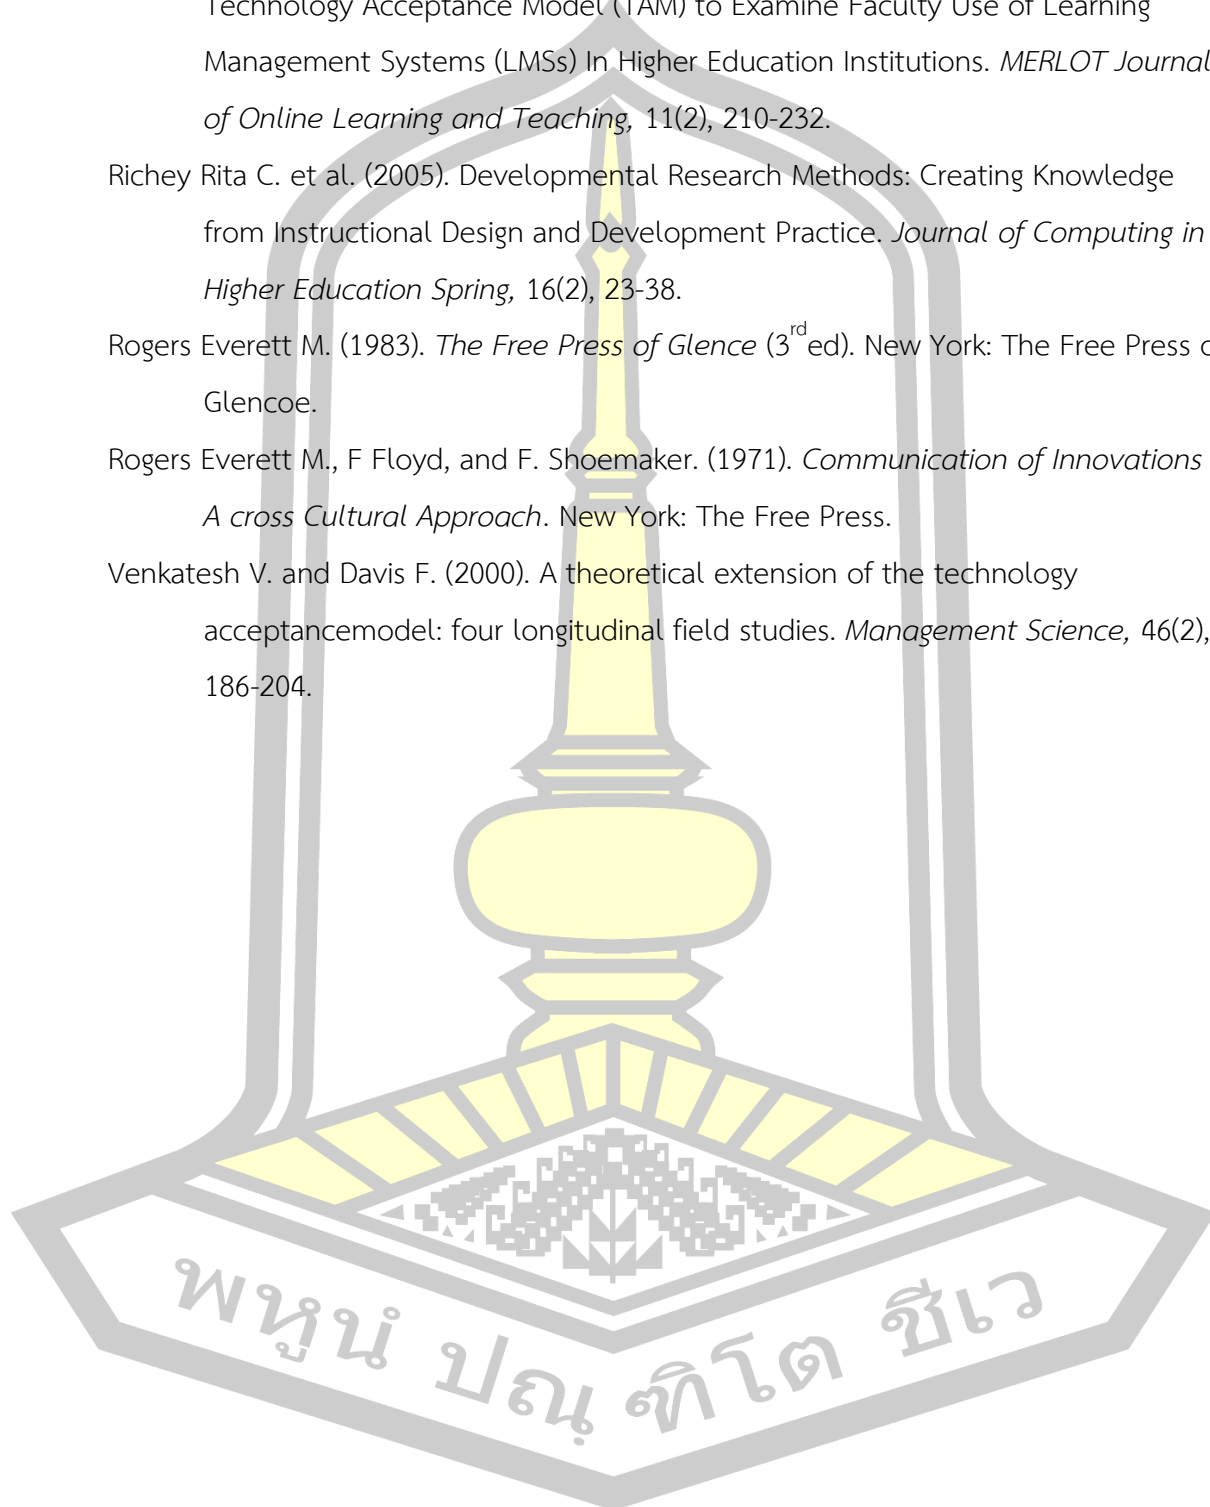 Technology Acceptance Model (TAM) to Examine Faculty Use of Learning
Management Systems (LMSs) In Higher Education Institutions. MERLOT Journal
of Online Learning and Teaching, 11(2), 210-232.
Richey Rita C. et al. (2005). Developmental Research Methods: Creating Knowledge
from Instructional Design and Development Practice. Journal of Computing in
Higher Education Spring, 16(2), 23-38.
Rogers Everett M. (1983). The Free Press of Glence (3rd ed). New York: The Free Press
Glencoe.
Rogers Everett M., F Floyd, and F. Shoemaker. (1971). Communication of Innovations
A cross Cultural Approach. New York: The Free Press.
Venkatesh V. and Davis F. (2000). A theoretical extension of the technology
acceptancemodel: four longitudinal field studies. Management Science, 46(2),
186-204.
พหูนํ ปณฺฑิโต ชีเว